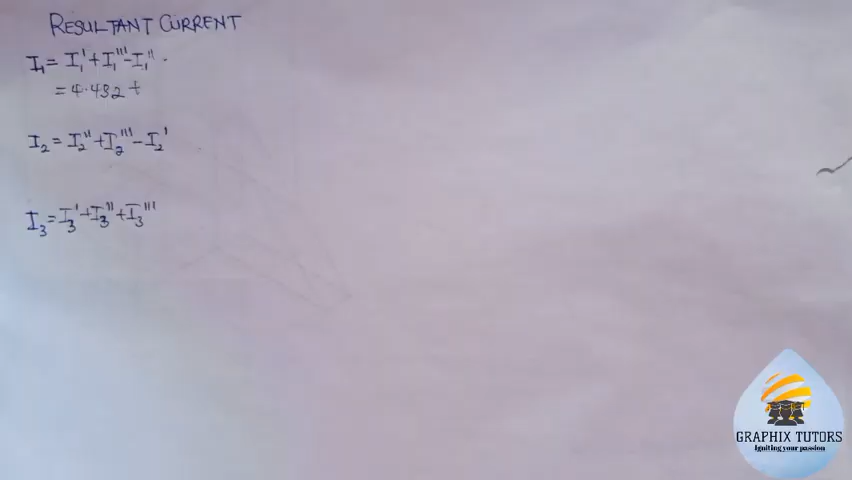 RESULTANT CURRENT
I₁ = I₁' + I₁''' - I₁''
= 4.432 +
I₂ = I₂'' + I₂''' - I₂'
I₃ = I₃' + I₃'' + I₃'''
GRAPHIX TUTORS
igniting your passion